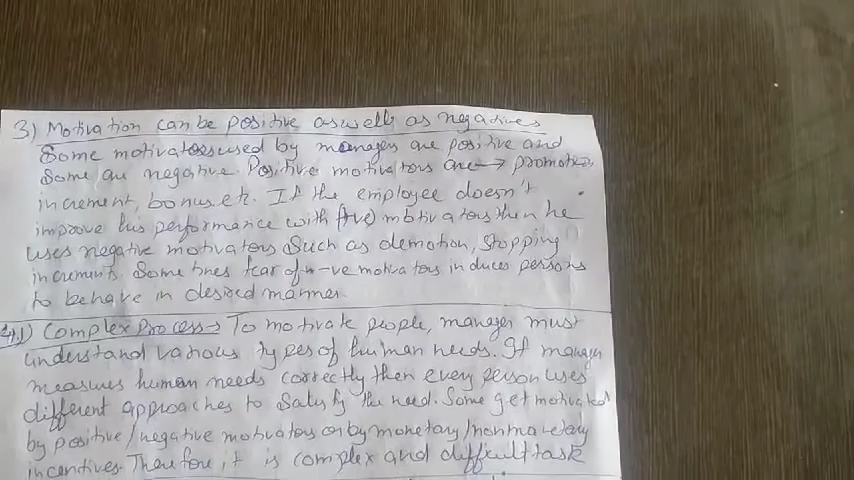 3) Motivation can be positive aswells as negatives
Some motivators used by managers are positive and
Some are negative. Positive motivators are → promotion
increment, bonus etc. If the employee doesn't
improve his performance with (+ve) motivators then he
uses negative motivators Such as demotion, Stopping
increments. Some times fear of -ve motivators induces persons
to behave in desired manner.
4) Complex Process → To motivate people, manager must
understand various types of human needs. If manager
measures human needs correctly then every person uses
different approaches to Satisfy the need. Some get motivated
by positive/negative motivators or by monetary/nonmonetary
incentives. Therefore, it is complex and difficult task